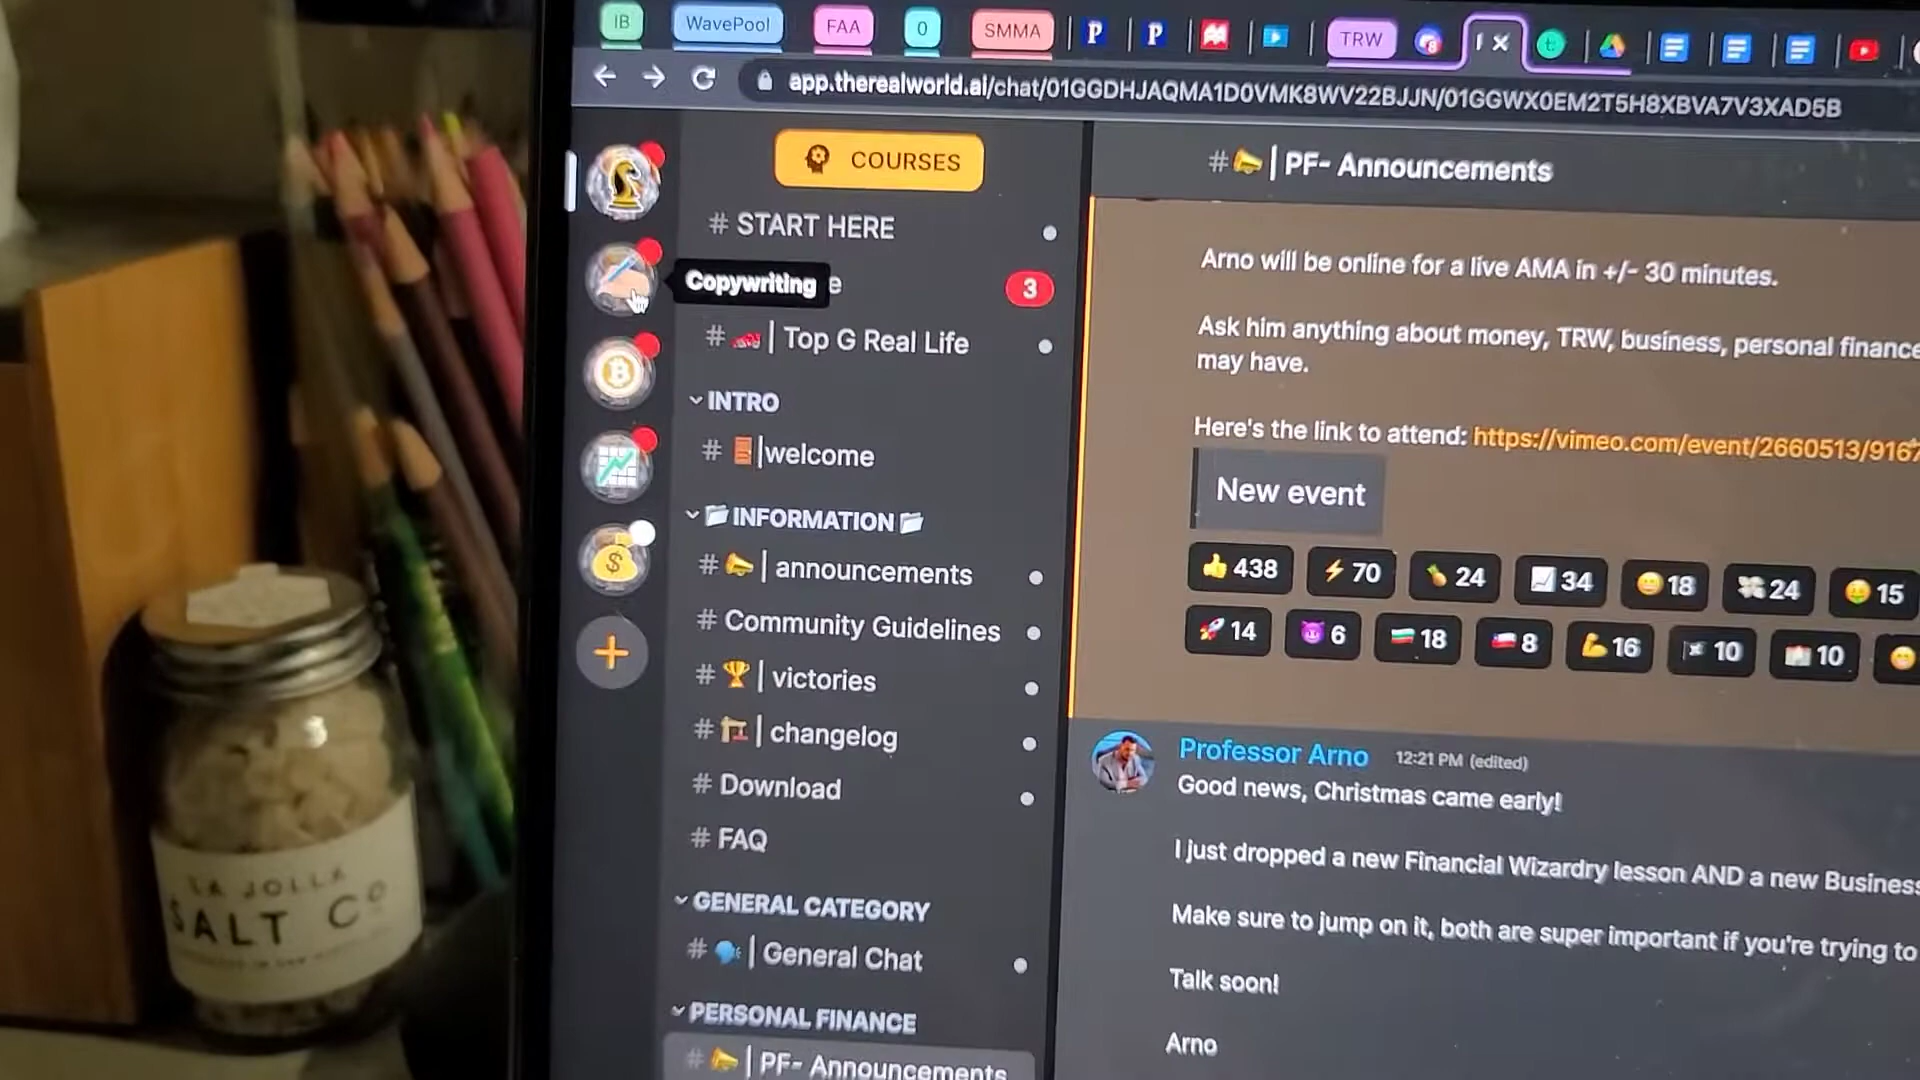 IB
WavePool
FAA
0
SMMA
TRW
app.therealworld.ai/chat/01GGDHJAQMA1D0VMK8WV22BJJN/01GGWX0EM2T5H8XBVA7V3XAD5B
COURSES
# START HERE
Copywriting
3
# | Top G Real Life
INTRO
# |welcome
INFORMATION
# | announcements
# Community Guidelines
# | victories
# | changelog
# Download
# FAQ
GENERAL CATEGORY
# | General Chat
PERSONAL FINANCE
# | PF- Announcements
# | PF- Announcements
Arno will be online for a live AMA in +/- 30 minutes.
Ask him anything about money, TRW, business, personal finance
may have.
Here's the link to attend: https://vimeo.com/event/2660513/9167
New event
438 70 24 34 18 24 15
14 6 18 8 16 10 10
Professor Arno 12:21 PM (edited)
Good news, Christmas came early!
I just dropped a new Financial Wizardry lesson AND a new Business
Make sure to jump on it, both are super important if you're trying to
Talk soon!
Arno
LA JOLLA
SALT Co